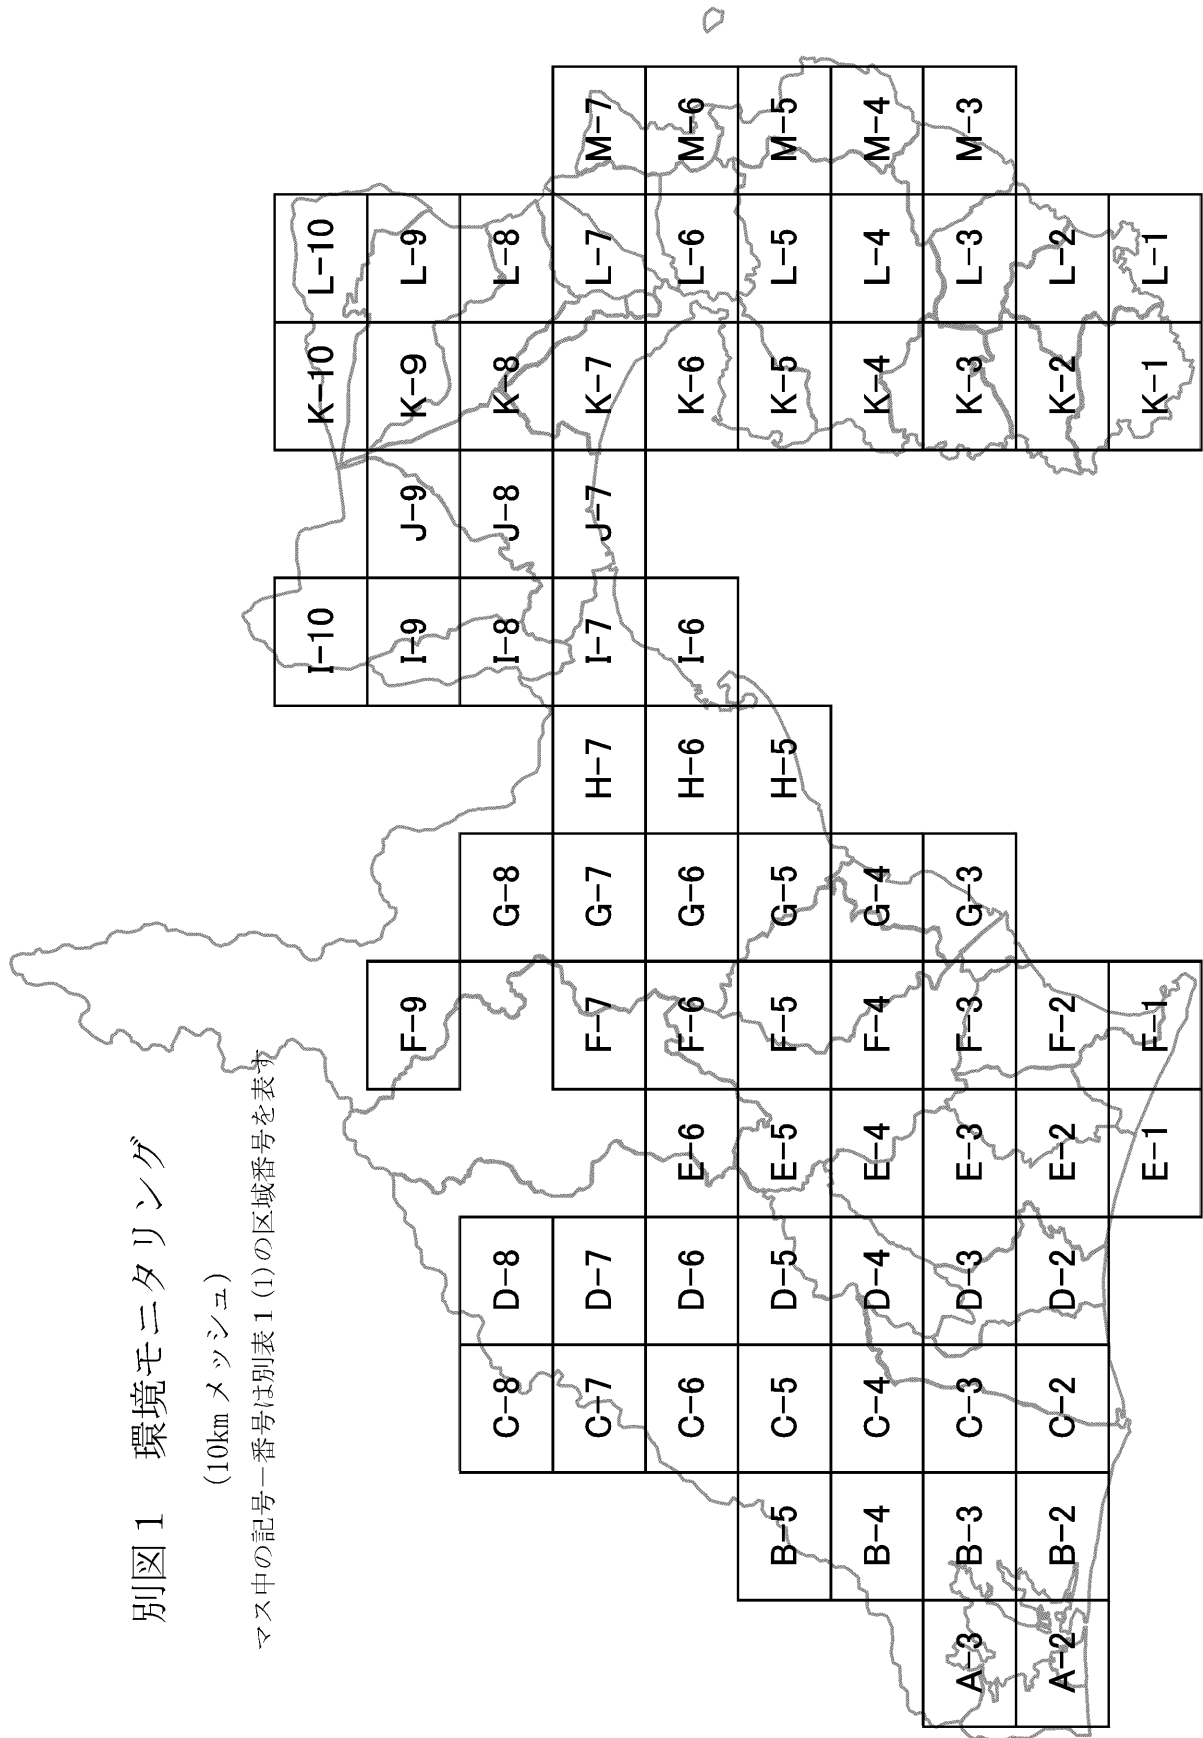 別図1 環境モニタリング
(10km メッシュ)
マス中の記号－番号は別表1(1)の区域番号を表す
I-10 K-10 L-10
F-9 I-9 J-9 K-9 L-9
C-8 D-8 G-8 I-8 J-8 K-8 L-8
C-7 D-7 F-7 G-7 H-7 I-7 J-7 K-7 L-7 M-7
C-6 D-6 E-6 F-6 G-6 H-6 I-6 K-6 L-6 M-6
B-5 C-5 D-5 E-5 F-5 G-5 H-5 K-5 L-5 M-5
B-4 C-4 D-4 E-4 F-4 G-4 K-4 L-4 M-4
A-3 B-3 C-3 D-3 E-3 F-3 G-3 K-3 L-3 M-3
A-2 B-2 C-2 D-2 E-2 F-2 K-2 L-2
E-1 F-1 K-1 L-1